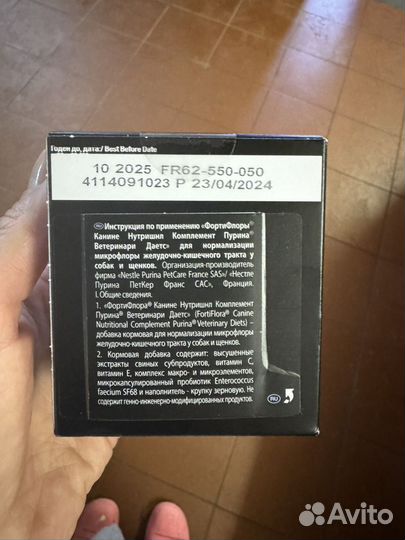 Годен до, дата:/ Best Before Date
10 2025 FR62-550-050
4114091023 P 23/04/2024
RU Инструкция по применению «ФортиФлоры®
Канине Нутришнл Комплемент Пурина®
Ветеринари Даетс» для нормализации
микрофлоры желудочно-кишечного тракта у
собак и щенков. Организация-производитель
фирма «Nestle Purina PetCare France SAS»/ «Нестле
Пурина ПетКер Франс САС», Франция.
I. Общие сведения.
1. «ФортиФлора® Канине Нутришнл Комплемент
Пурина® Ветеринари Даетс» (FortiFlora® Canine
Nutritional Complement Purina® Veterinary Diets) –
добавка кормовая для нормализации микрофлоры
желудочно-кишечного тракта у собак и щенков.
2. Кормовая добавка содержит: высушенные
экстракты свиных субпродуктов, витамин C,
витамин E, комплекс макро- и микроэлементов,
микрокапсулированный пробиотик Enterococcus
faecium SF68 и наполнитель - крупку зерновую. Не
содержит генно-инженерно-модифицированных продуктов.
RU
Avito